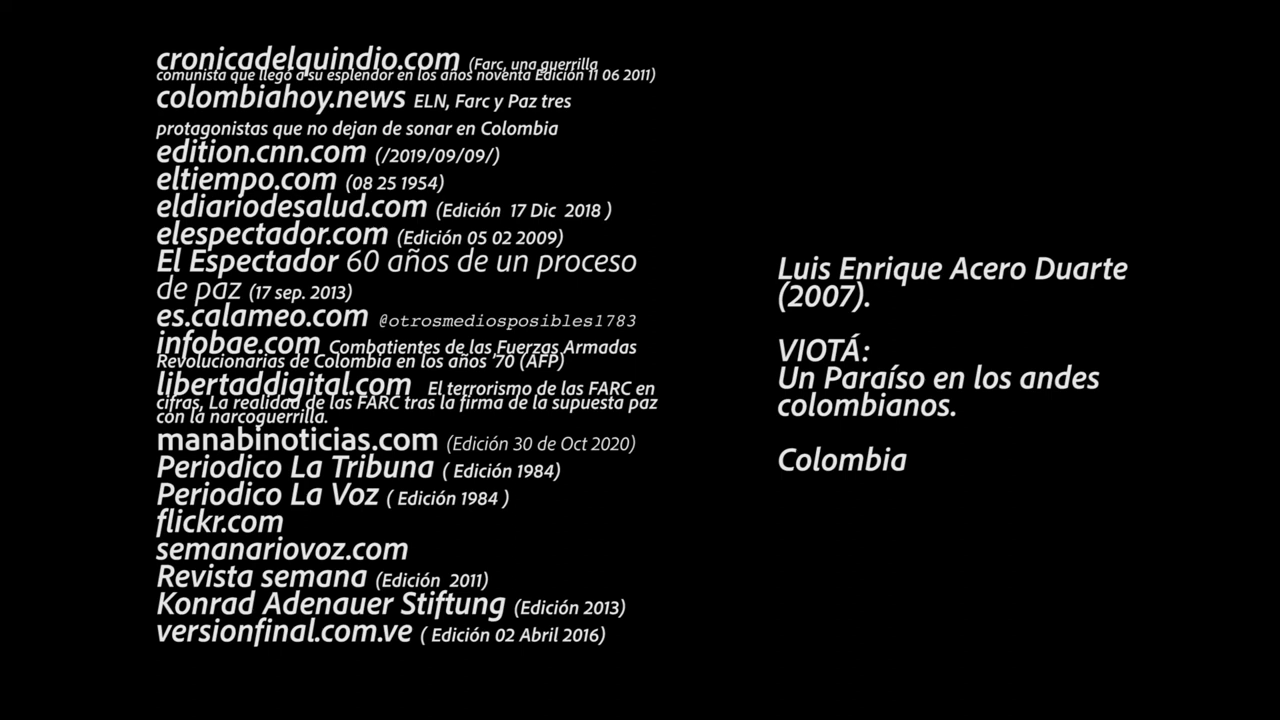 cronicadelquindio.com (Farc, una guerrilla
comunista que llegó a su esplendor en los años noventa Edición 11 06 2011)
colombiahoy.news ELN, Farc y Paz tres
protagonistas que no dejan de sonar en Colombia
edition.cnn.com (/2019/09/09/)
eltiempo.com (08 25 1954)
eldiariodesalud.com (Edición 17 Dic 2018 )
elespectador.com (Edición 05 02 2009)
El Espectador 60 años de un proceso
de paz (17 sep. 2013)
es.calameo.com @otrosmediosposibles1783
infobae.com Combatientes de las Fuerzas Armadas
Revolucionarias de Colombia en los años '70 (AFP)
libertaddigital.com El terrorismo de las FARC en
cifras, La realidad de las FARC tras la firma de la supuesta paz
con la narcoguerrilla.
manabinoticias.com (Edición 30 de Oct 2020)
Periodico La Tribuna ( Edición 1984)
Periodico La Voz ( Edición 1984 )
flickr.com
semanariovoz.com
Revista semana (Edición 2011)
Konrad Adenauer Stiftung (Edición 2013)
versionfinal.com.ve ( Edición 02 Abril 2016)
Luis Enrique Acero Duarte
(2007).
VIOTÁ:
Un Paraíso en los andes
colombianos.
Colombia